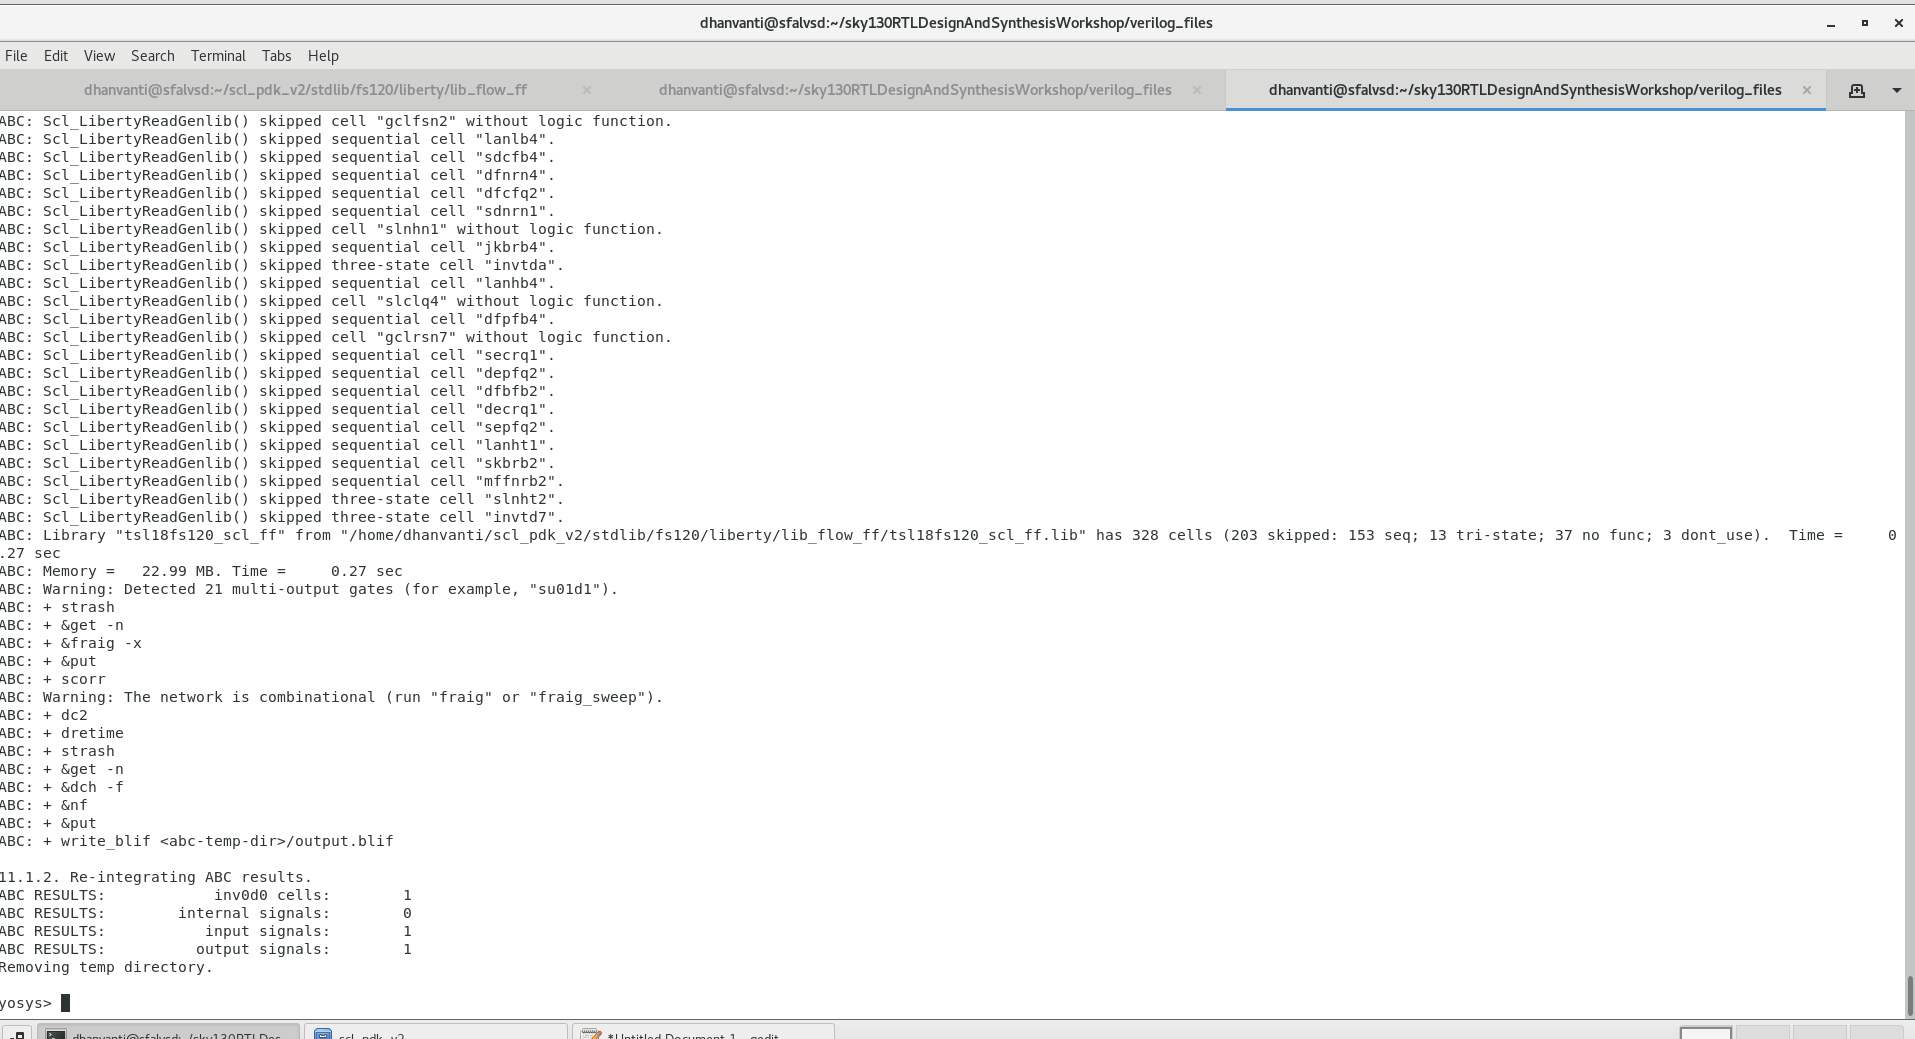 dhanvanti@sfalvsd:~/sky130RTLDesignAndSynthesisWorkshop/verilog_files
File Edit View Search Terminal Tabs Help
dhanvanti@sfalvsd:~/scl_pdk_v2/stdlib/fs120/liberty/lib_flow_ff × dhanvanti@sfalvsd:~/sky130RTLDesignAndSynthesisWorkshop/verilog_files × dhanvanti@sfalvsd:~/sky130RTLDesignAndSynthesisWorkshop/verilog_files ×
ABC: Scl_LibertyReadGenlib() skipped cell "gclfsn2" without logic function.
ABC: Scl_LibertyReadGenlib() skipped sequential cell "lanlb4".
ABC: Scl_LibertyReadGenlib() skipped sequential cell "sdcfb4".
ABC: Scl_LibertyReadGenlib() skipped sequential cell "dfnrn4".
ABC: Scl_LibertyReadGenlib() skipped sequential cell "dfcfq2".
ABC: Scl_LibertyReadGenlib() skipped sequential cell "sdnrn1".
ABC: Scl_LibertyReadGenlib() skipped cell "slnhn1" without logic function.
ABC: Scl_LibertyReadGenlib() skipped sequential cell "jkbrb4".
ABC: Scl_LibertyReadGenlib() skipped three-state cell "invtda".
ABC: Scl_LibertyReadGenlib() skipped sequential cell "lanhb4".
ABC: Scl_LibertyReadGenlib() skipped cell "slclq4" without logic function.
ABC: Scl_LibertyReadGenlib() skipped sequential cell "dfpfb4".
ABC: Scl_LibertyReadGenlib() skipped cell "gclrsn7" without logic function.
ABC: Scl_LibertyReadGenlib() skipped sequential cell "secrq1".
ABC: Scl_LibertyReadGenlib() skipped sequential cell "depfq2".
ABC: Scl_LibertyReadGenlib() skipped sequential cell "dfbfb2".
ABC: Scl_LibertyReadGenlib() skipped sequential cell "decrq1".
ABC: Scl_LibertyReadGenlib() skipped sequential cell "sepfq2".
ABC: Scl_LibertyReadGenlib() skipped sequential cell "lanht1".
ABC: Scl_LibertyReadGenlib() skipped sequential cell "skbrb2".
ABC: Scl_LibertyReadGenlib() skipped sequential cell "mffnrb2".
ABC: Scl_LibertyReadGenlib() skipped three-state cell "slnht2".
ABC: Scl_LibertyReadGenlib() skipped three-state cell "invtd7".
ABC: Library "tsl18fs120_scl_ff" from "/home/dhanvanti/scl_pdk_v2/stdlib/fs120/liberty/lib_flow_ff/tsl18fs120_scl_ff.lib" has 328 cells (203 skipped: 153 seq; 13 tri-state; 37 no func; 3 dont_use).  Time =     0
.27 sec
ABC: Memory =   22.99 MB. Time =     0.27 sec
ABC: Warning: Detected 21 multi-output gates (for example, "su01d1").
ABC: + strash
ABC: + &get -n
ABC: + &fraig -x
ABC: + &put
ABC: + scorr
ABC: Warning: The network is combinational (run "fraig" or "fraig_sweep").
ABC: + dc2
ABC: + dretime
ABC: + strash
ABC: + &get -n
ABC: + &dch -f
ABC: + &nf
ABC: + &put
ABC: + write_blif <abc-temp-dir>/output.blif
11.1.2. Re-integrating ABC results.
ABC RESULTS:            inv0d0 cells:        1
ABC RESULTS:        internal signals:        0
ABC RESULTS:           input signals:        1
ABC RESULTS:          output signals:        1
Removing temp directory.
yosys>
dhanvanti@sfalvsd:~/sky130RTLDes... scl_pdk_v2 *Untitled Document 1 - gedit